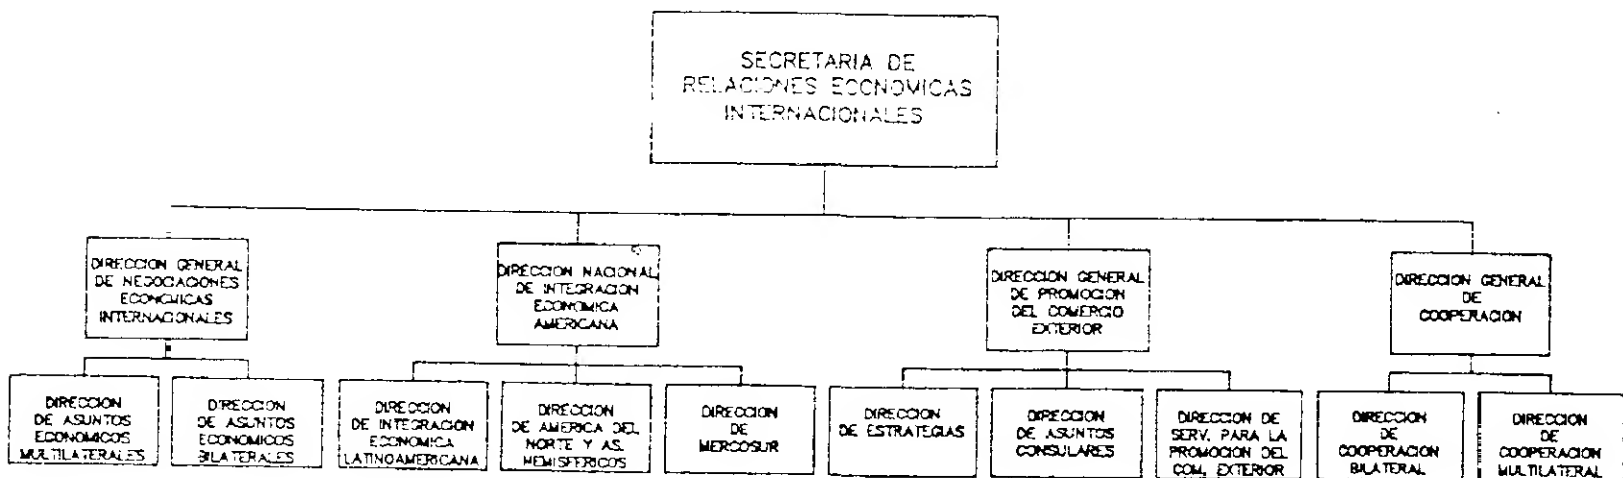 SECRETARIA DE
RELACIONES ECONOMICAS
INTERNACIONALES
DIRECCION GENERAL
DE NEGOCIACIONES
ECONOMICAS
INTERNACIONALES
DIRECCION NACIONAL
DE INTEGRACION
ECONOMICA
AMERICANA
DIRECCION GENERAL
DE PROMOCION
DEL COMERCIO
EXTERIOR
DIRECCION GENERAL
DE
COOPERACION
DIRECCION
DE ASUNTOS
ECONOMICOS
MULTILATERALES
DIRECCION
DE ASUNTOS
ECONOMICOS
BILATERALES
DIRECCION
DE INTEGRACION
ECONOMICA
LATINOAMERICANA
DIRECCION
DE AMERICA DEL
NORTE Y AS.
HEMISFERICOS
DIRECCION
DE
MERCOSUR
DIRECCION
DE ESTRATEGIAS
DIRECCION
DE ASUNTOS
CONSULARES
DIRECCION DE
SERV. PARA LA
PROMOCION DEL
COM. EXTERIOR
DIRECCION
DE
COOPERACION
BILATERAL
DIRECCION
DE
COOPERACION
MULTILATERAL